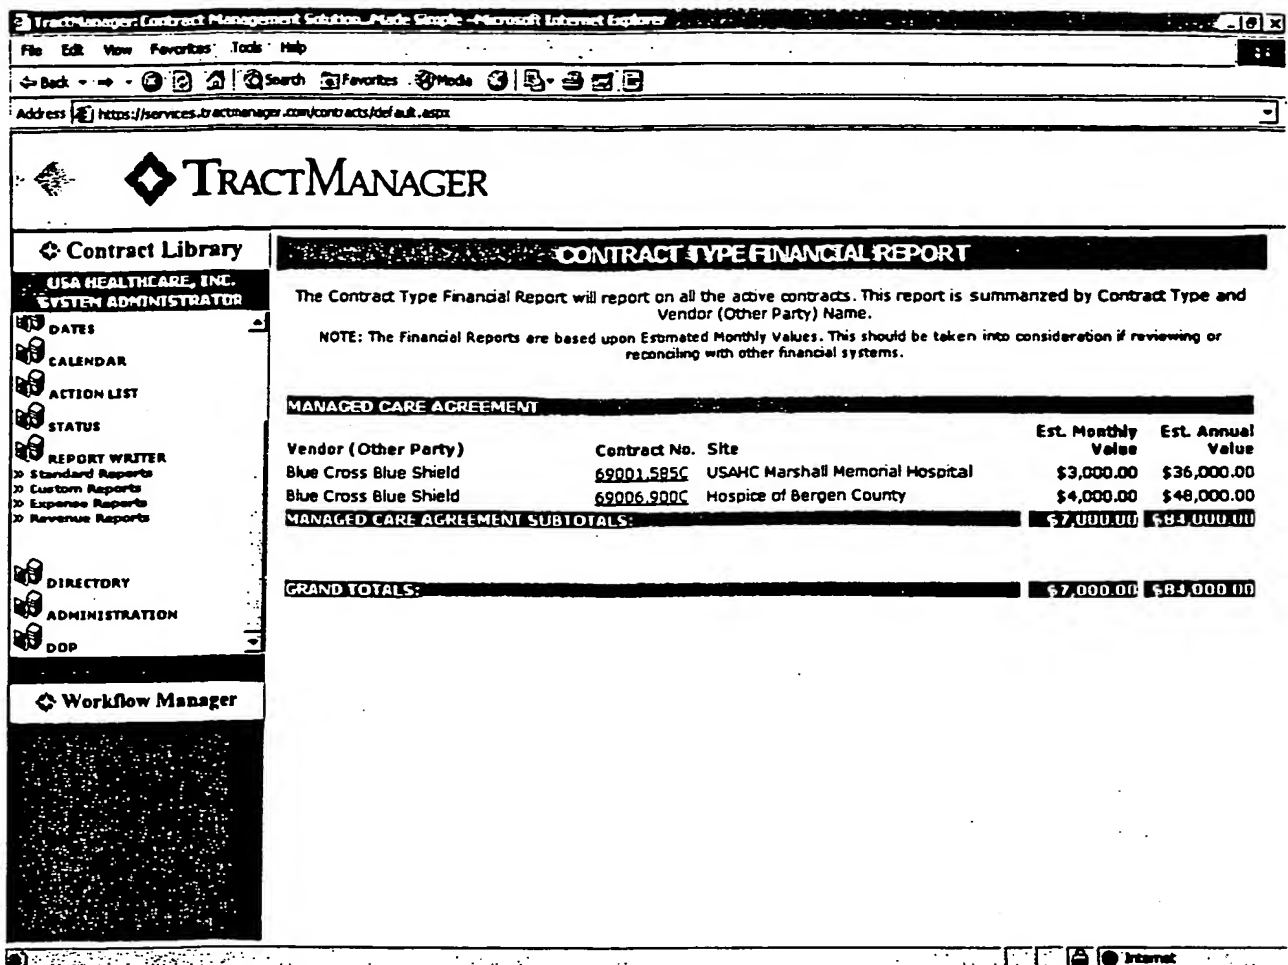 TractManager: Contract Management Solution...Made Simple - Microsoft Internet Explorer
File Edit View Favorites Tools Help
Back Search Favorites Media
Address https://services.tractmanager.com/contracts/default.aspx
TRACTMANAGER
Contract Library
USA HEALTHCARE, INC.
SYSTEM ADMINISTRATOR
DATES
CALENDAR
ACTION LIST
STATUS
REPORT WRITER
» Standard Reports
» Custom Reports
» Expense Reports
» Revenue Reports
DIRECTORY
ADMINISTRATION
DOP
Workflow Manager
CONTRACT TYPE FINANCIAL REPORT
The Contract Type Financial Report will report on all the active contracts. This report is summarized by Contract Type and
Vendor (Other Party) Name.
NOTE: The Financial Reports are based upon Estimated Monthly Values. This should be taken into consideration if reviewing or
reconciling with other financial systems.
MANAGED CARE AGREEMENT
Vendor (Other Party) Contract No. Site Est. Monthly Value Est. Annual Value
Blue Cross Blue Shield 69001.585C USAHC Marshall Memorial Hospital $3,000.00 $36,000.00
Blue Cross Blue Shield 69006.900C Hospice of Bergen County $4,000.00 $48,000.00
MANAGED CARE AGREEMENT SUBTOTALS: $7,000.00 $84,000.00
GRAND TOTALS: $7,000.00 $84,000.00
Internet